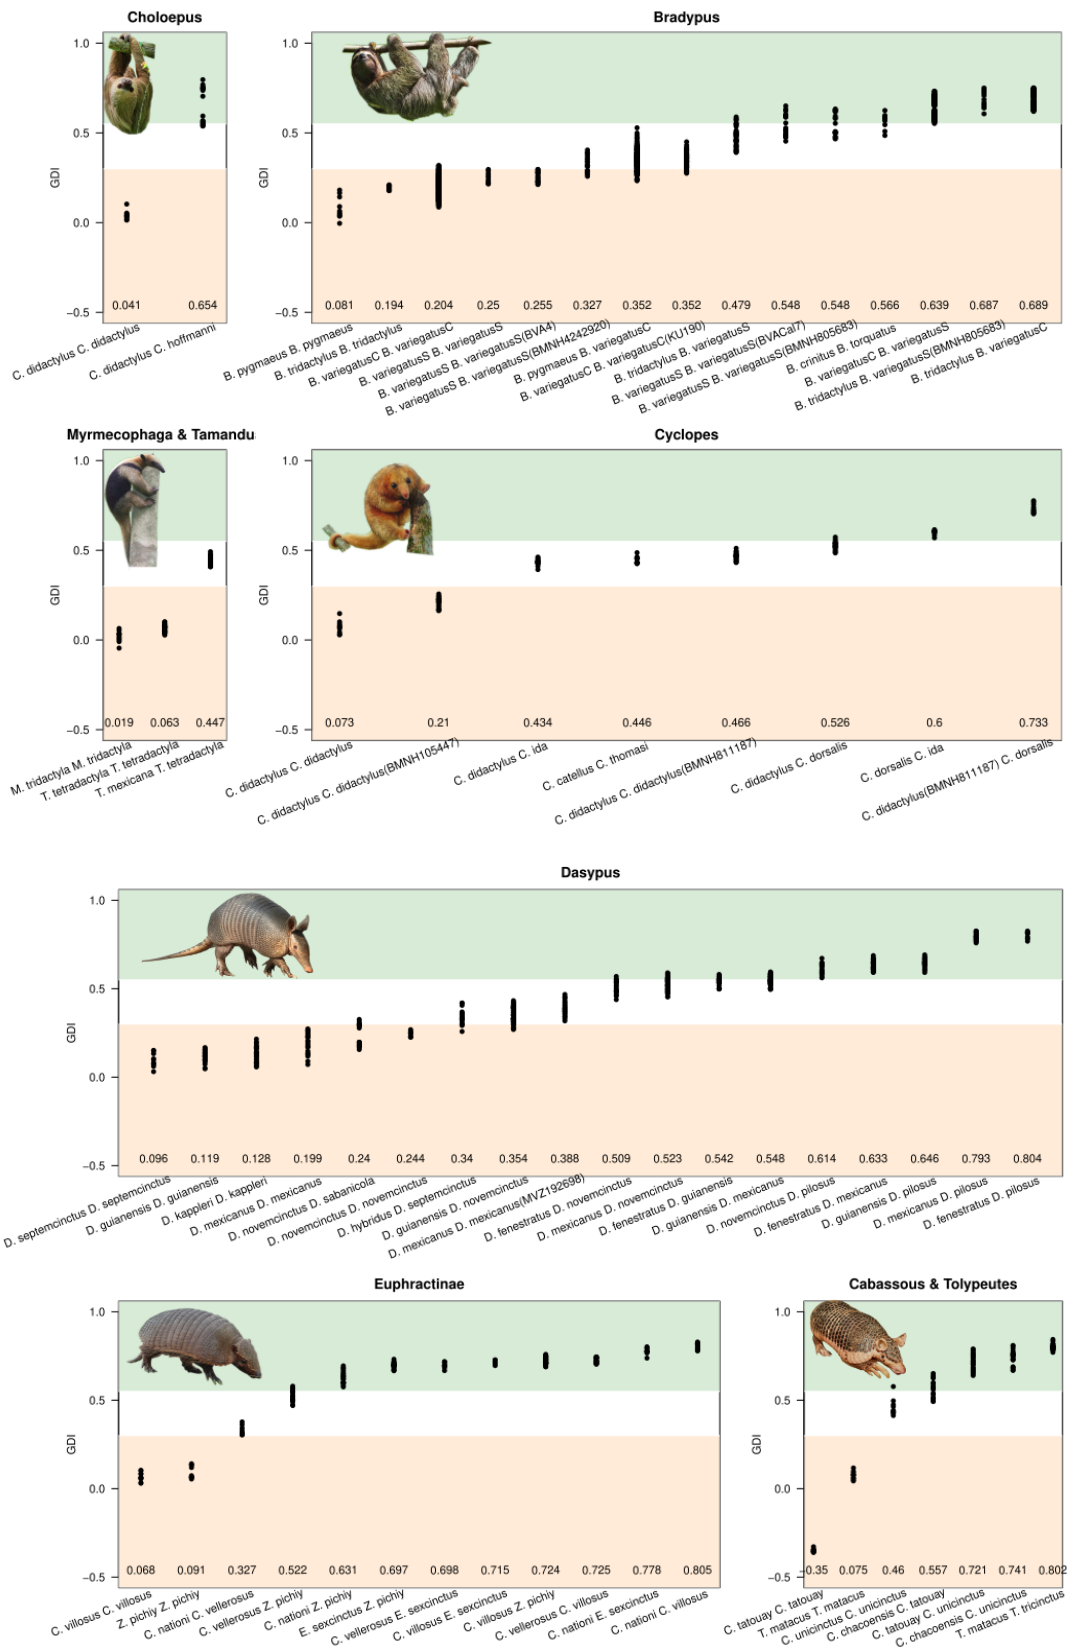 Choloepus
Bradypus
1.0
0.5
0.0
−0.5
GDI
0.041
0.654
C. didactylus C. didactylus
C. didactylus C. hoffmanni
1.0
0.5
0.0
−0.5
GDI
0.081
0.194
0.204
0.25
0.255
0.327
0.352
0.352
0.479
0.548
0.548
0.566
0.639
0.687
0.689
B. pygmaeus B. pygmaeus
B. tridactylus B. tridactylus
B. variegatusC B. variegatusC
B. variegatusS B. variegatusS
B. variegatusS B. variegatusS(BVA4)
B. variegatusS B. variegatusS(BMNH4242920)
B. pygmaeus B. variegatusC
B. variegatusC B. variegatusC(KU190)
B. tridactylus B. variegatusS
B. variegatusS B. variegatusS(BVACal7)
B. variegatusS B. variegatusS(BMNH805683)
B. crinitus B. torquatus
B. variegatusC B. variegatusS
B. tridactylus B. variegatusS(BMNH805683)
B. tridactylus B. variegatusC
Myrmecophaga & Tamandu
Cyclopes
1.0
0.5
0.0
−0.5
GDI
0.019
0.063
0.447
M. tridactyla M. tridactyla
T. tetradactyla T. tetradactyla
T. mexicana T. tetradactyla
1.0
0.5
0.0
−0.5
GDI
0.073
0.21
0.434
0.446
0.466
0.526
0.6
0.733
C. didactylus C. didactylus
C. didactylus C. didactylus(BMNH105447)
C. didactylus C. ida
C. catellus C. thomasi
C. didactylus C. didactylus(BMNH811187)
C. didactylus C. dorsalis
C. dorsalis C. ida
C. didactylus(BMNH811187) C. dorsalis
Dasypus
1.0
0.5
0.0
−0.5
GDI
0.096
0.119
0.128
0.199
0.24
0.244
0.34
0.354
0.388
0.509
0.523
0.542
0.548
0.614
0.633
0.646
0.793
0.804
D. septemcinctus D. septemcinctus
D. guianensis D. guianensis
D. kappleri D. kappleri
D. mexicanus D. mexicanus
D. novemcinctus D. sabanicola
D. novemcinctus D. novemcinctus
D. hybridus D. septemcinctus
D. guianensis D. novemcinctus
D. mexicanus D. mexicanus(MVZ192698)
D. fenestratus D. novemcinctus
D. mexicanus D. novemcinctus
D. fenestratus D. guianensis
D. guianensis D. mexicanus
D. novemcinctus D. pilosus
D. fenestratus D. mexicanus
D. guianensis D. pilosus
D. mexicanus D. pilosus
D. fenestratus D. pilosus
Euphractinae
Cabassous & Tolypeutes
1.0
0.5
0.0
−0.5
GDI
0.068
0.091
0.327
0.522
0.631
0.697
0.698
0.715
0.724
0.725
0.778
0.805
C. villosus C. villosus
Z. pichiy Z. pichiy
C. nationi C. vellerosus
C. vellerosus Z. pichiy
C. nationi Z. pichiy
E. sexcinctus Z. pichiy
C. vellerosus E. sexcinctus
C. villosus E. sexcinctus
C. villosus Z. pichiy
C. vellerosus C. villosus
C. nationi E. sexcinctus
C. nationi C. villosus
1.0
0.5
0.0
−0.5
GDI
0.35
0.075
0.46
0.557
0.721
0.741
0.802
C. tatouay C. tatouay
T. matacus T. matacus
C. unicinctus C. unicinctus
C. chacoensis C. tatouay
C. tatouay C. unicinctus
C. chacoensis C. unicinctus
T. matacus T. tricinctus